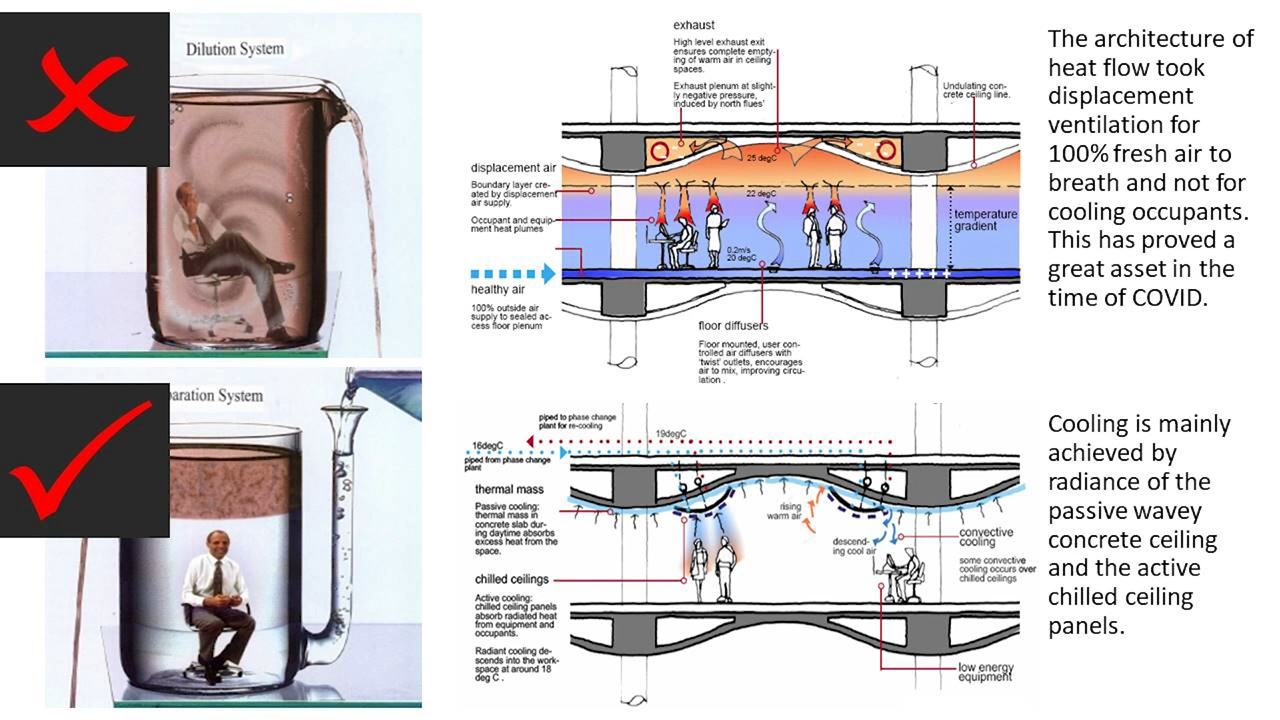 Dilution System
paration System
exhaust
High level exhaust exit
ensures complete empty-
ing of warm air in ceiling
spaces.
Exhaust plenum at slight-
ly negative pressure,
induced by north flues'
Undulating con-
crete ceiling line.
25 degC
displacement air
Boundary layer cre-
ated by displacement
air supply.
22 degC
Occupant and equip-
ment heat plumes
temperature
gradient
0.2m/s
20 degC
healthy air
100% outside air
supply to sealed ac-
cess floor plenum
floor diffusers
Floor mounted, user con-
trolled air diffusers with
'twist' outlets, encourages
air to mix, improving circu-
lation .
The architecture of
heat flow took
displacement
ventilation for
100% fresh air to
breath and not for
cooling occupants.
This has proved a
great asset in the
time of COVID.
piped to phase change
plant for re-cooling
19degC
16degC
piped from phase change
plant
thermal mass
Passive cooling:
thermal mass in
concrete slab dur-
ing daytime absorbs
excess heat from the
space.
rising
warm air
descend-
ing cool air
convective
cooling
some convective
cooling occurs over
chilled ceilings
chilled ceilings
Active cooling:
chilled ceiling panels
absorb radiated heat
from equipment and
occupants.
Radiant cooling de-
scends into the work-
space at around 18
deg C .
low energy
equipment
Cooling is mainly
achieved by
radiance of the
passive wavey
concrete ceiling
and the active
chilled ceiling
panels.